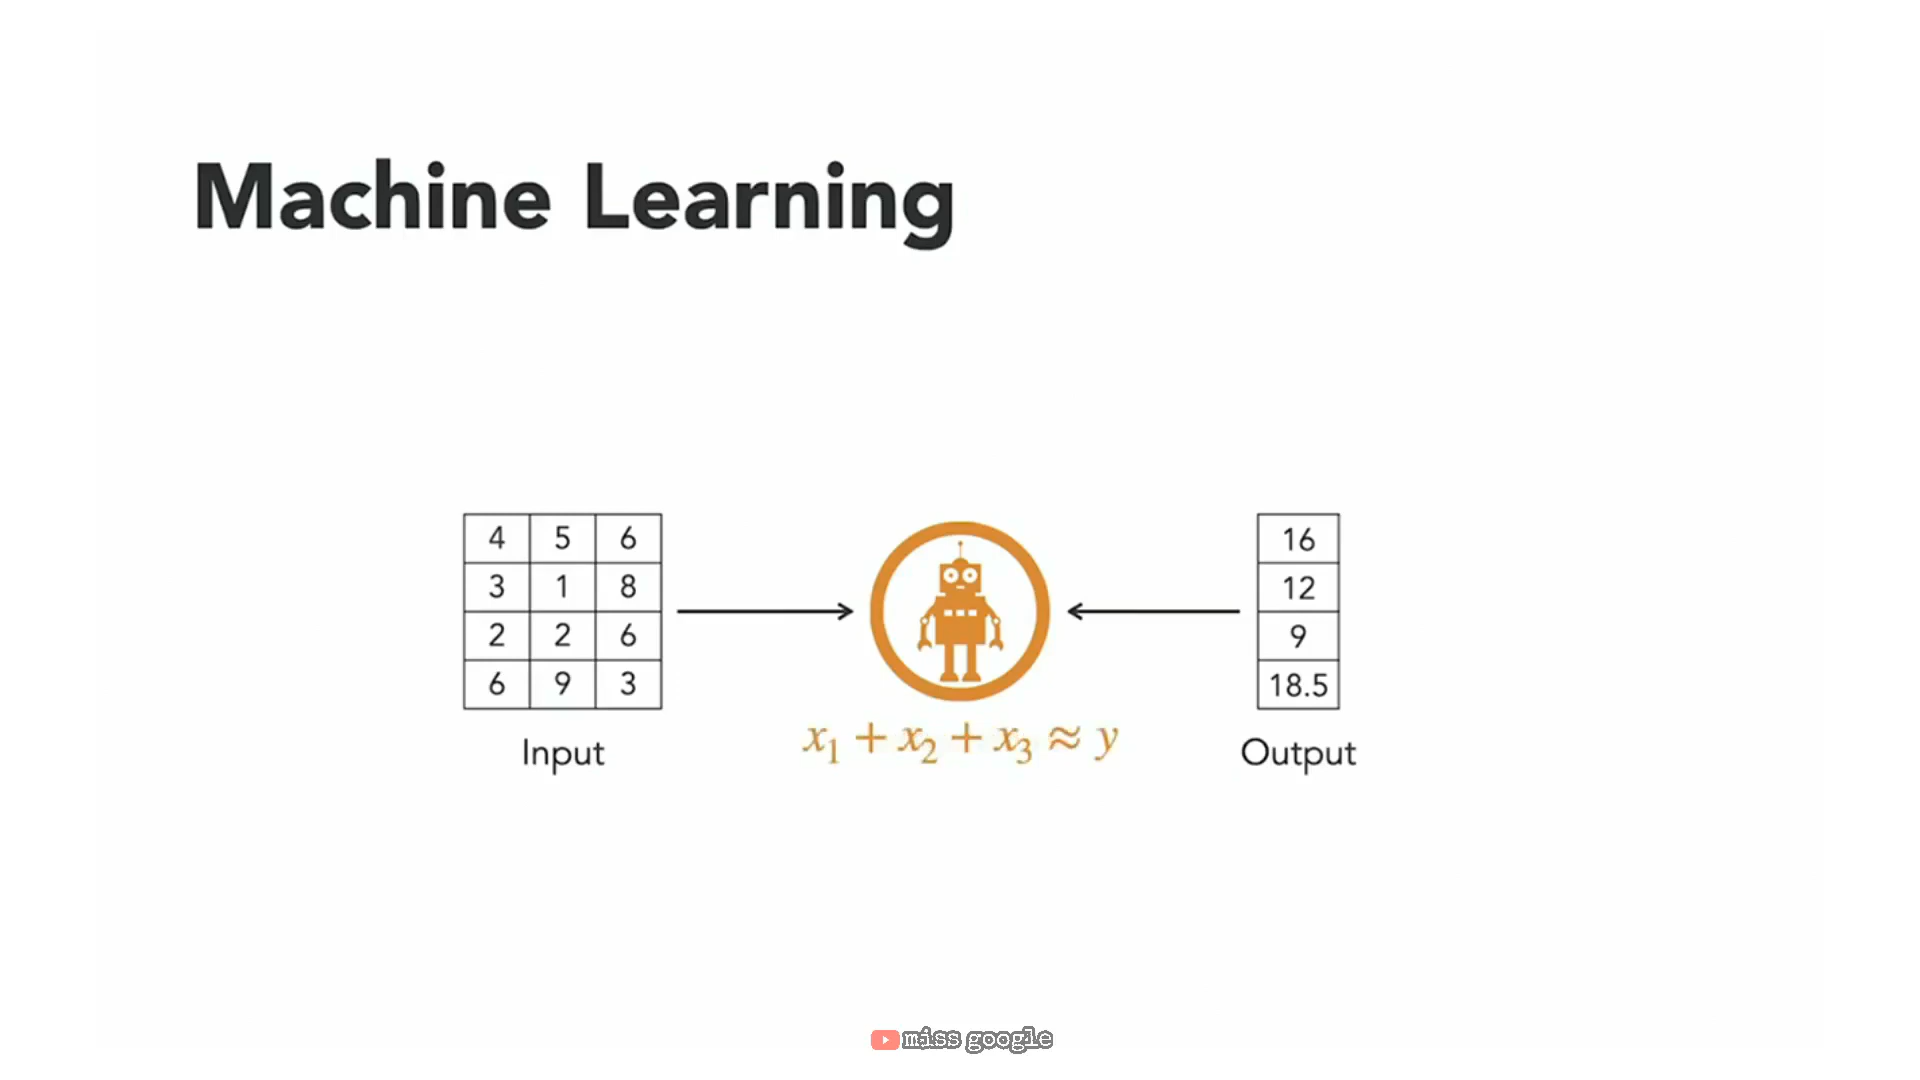 Machine Learning
4 5 6
3 1 8
2 2 6
6 9 3
Input
x₁ + x₂ + x₃ ≈ y
16
12
9
18.5
Output
miss google